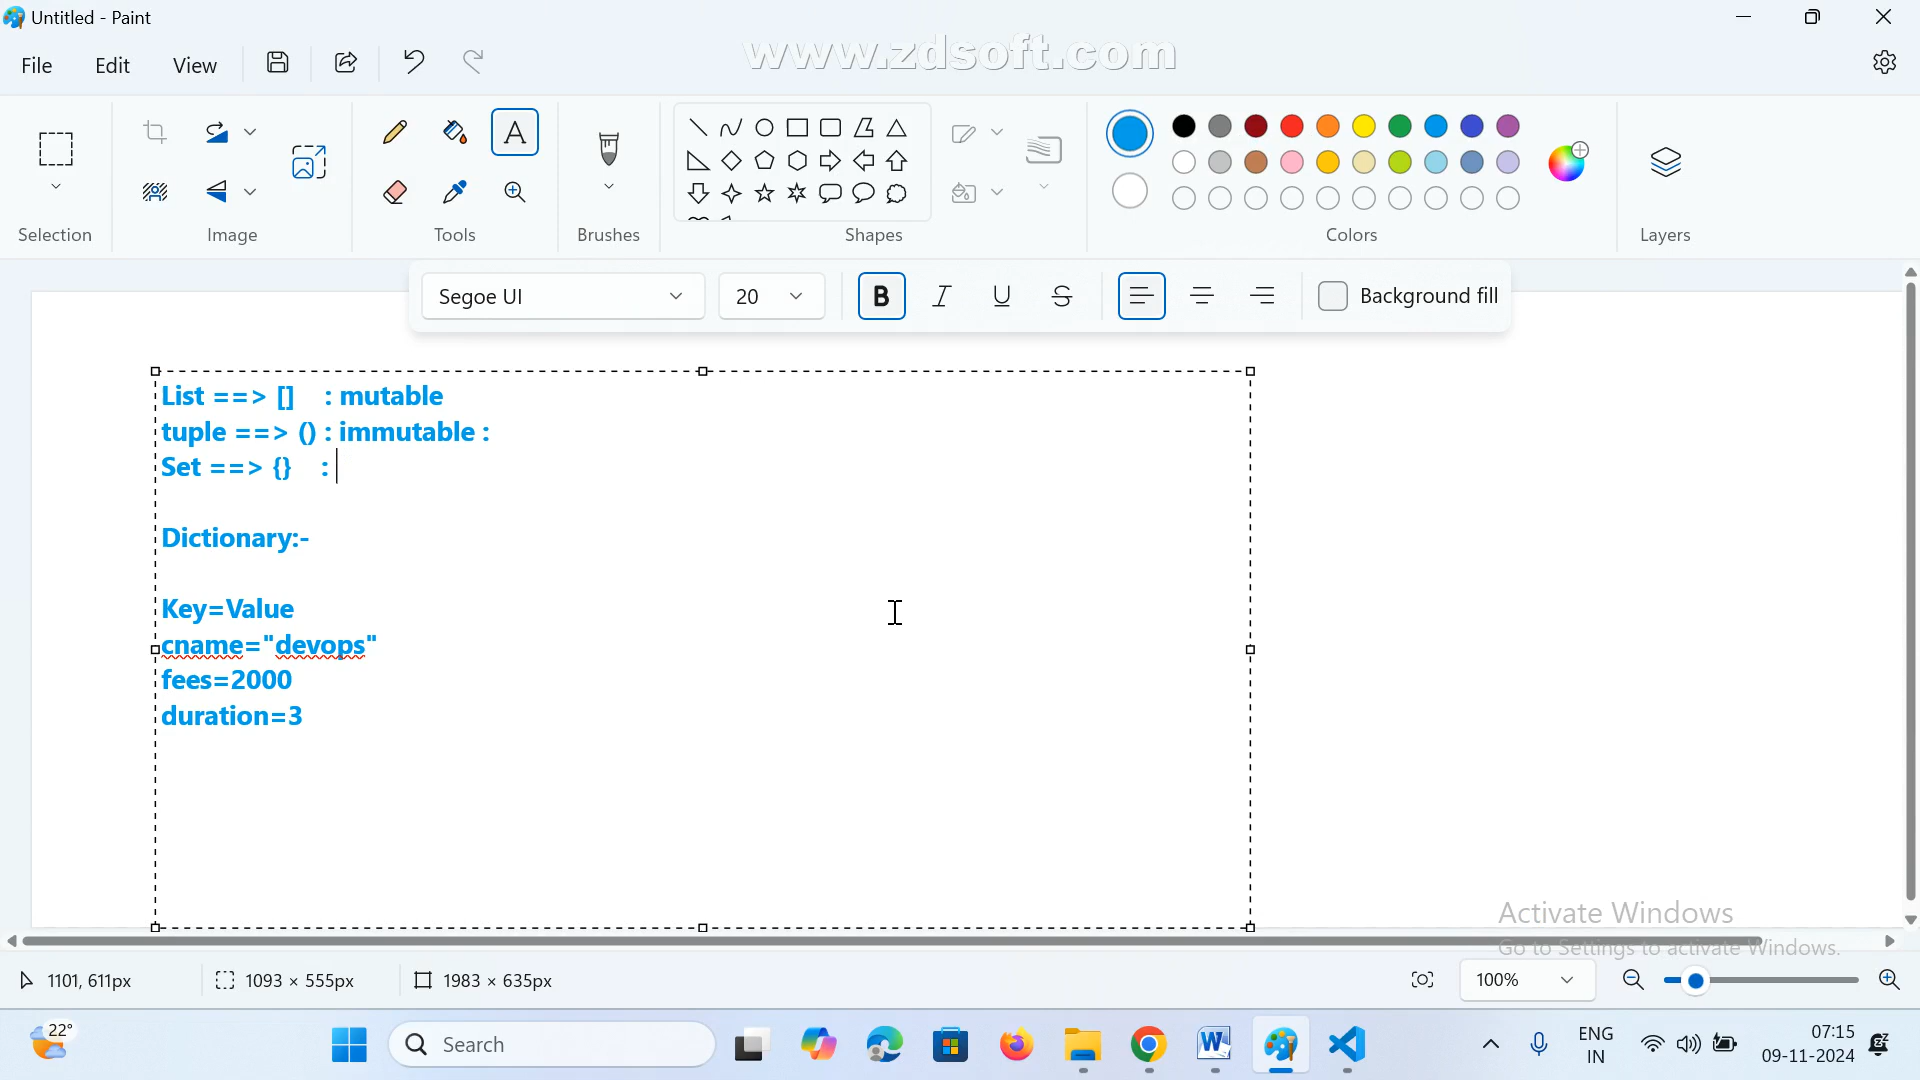 Untitled - Paint
www.zdsoft.com
File Edit View
Selection Image Tools Brushes Shapes Colors Layers
Segoe UI 20 B I U S Background fill
List ==> [] : mutable
tuple ==> () : immutable :
Set ==> {} :
Dictionary:-
Key=Value
cname="devops"
fees=2000
duration=3
Activate Windows
Go to Settings to activate Windows.
1101, 611px 1093 × 555px 1983 × 635px 100%
22° Search ENG 07:15
IN 09-11-2024